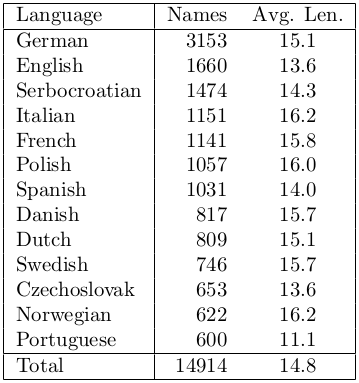 Language Names Avg. Len.
German 3153 15.1
English 1660 13.6
Serbocroatian 1474 14.3
Italian 1151 16.2
French 1141 15.8
Polish 1057 16.0
Spanish 1031 14.0
Danish 817 15.7
Dutch 809 15.1
Swedish 746 15.7
Czechoslovak 653 13.6
Norwegian 622 16.2
Portuguese 600 11.1
Total 14914 14.8